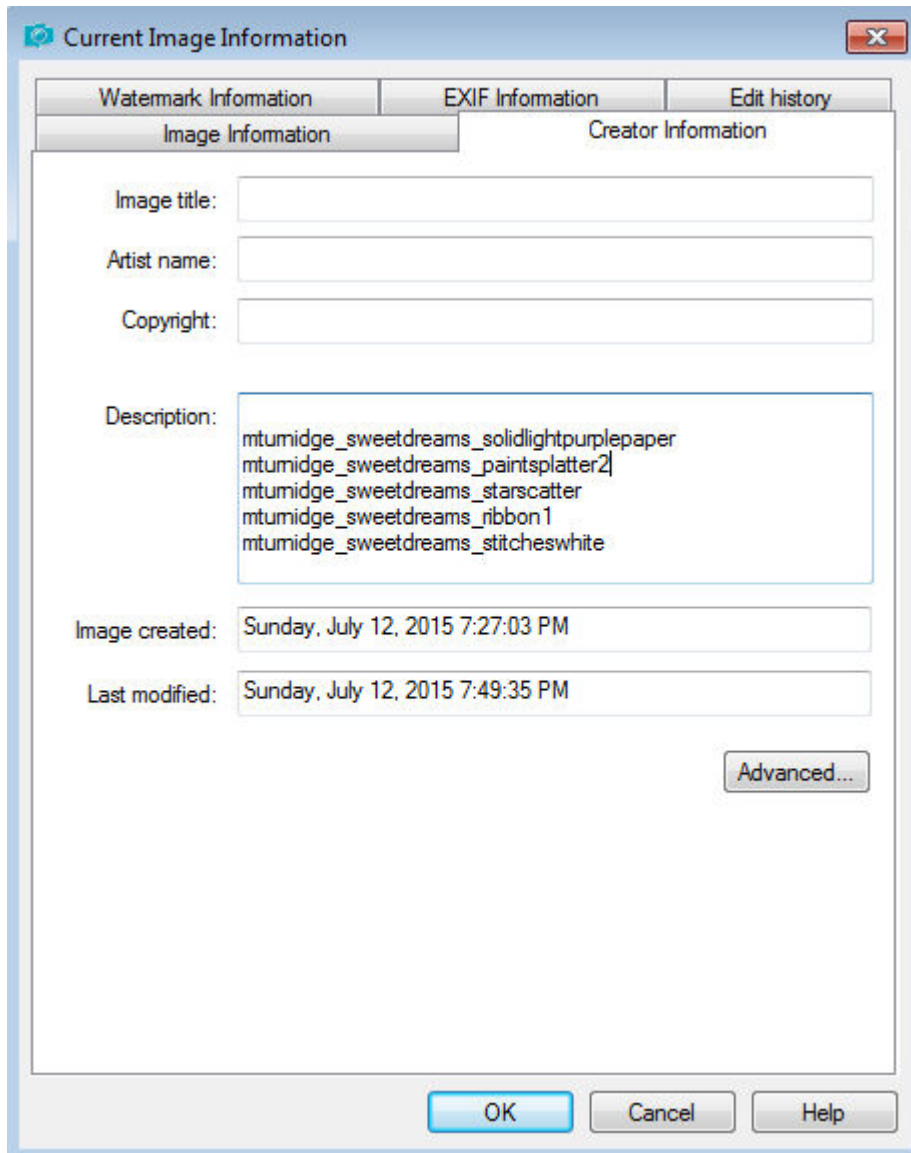 Current Image Information
Watermark Information
EXIF Information
Edit history
Image Information
Creator Information
Image title:
Artist name:
Copyright:
Description:
mturnidge_sweetdreams_solidlightpurplepaper
mturnidge_sweetdreams_paintsplatter2
mturnidge_sweetdreams_starscatter
mturnidge_sweetdreams_ribbon1
mturnidge_sweetdreams_stitcheswhite
Image created: Sunday, July 12, 2015 7:27:03 PM
Last modified: Sunday, July 12, 2015 7:49:35 PM
Advanced...
OK
Cancel
Help